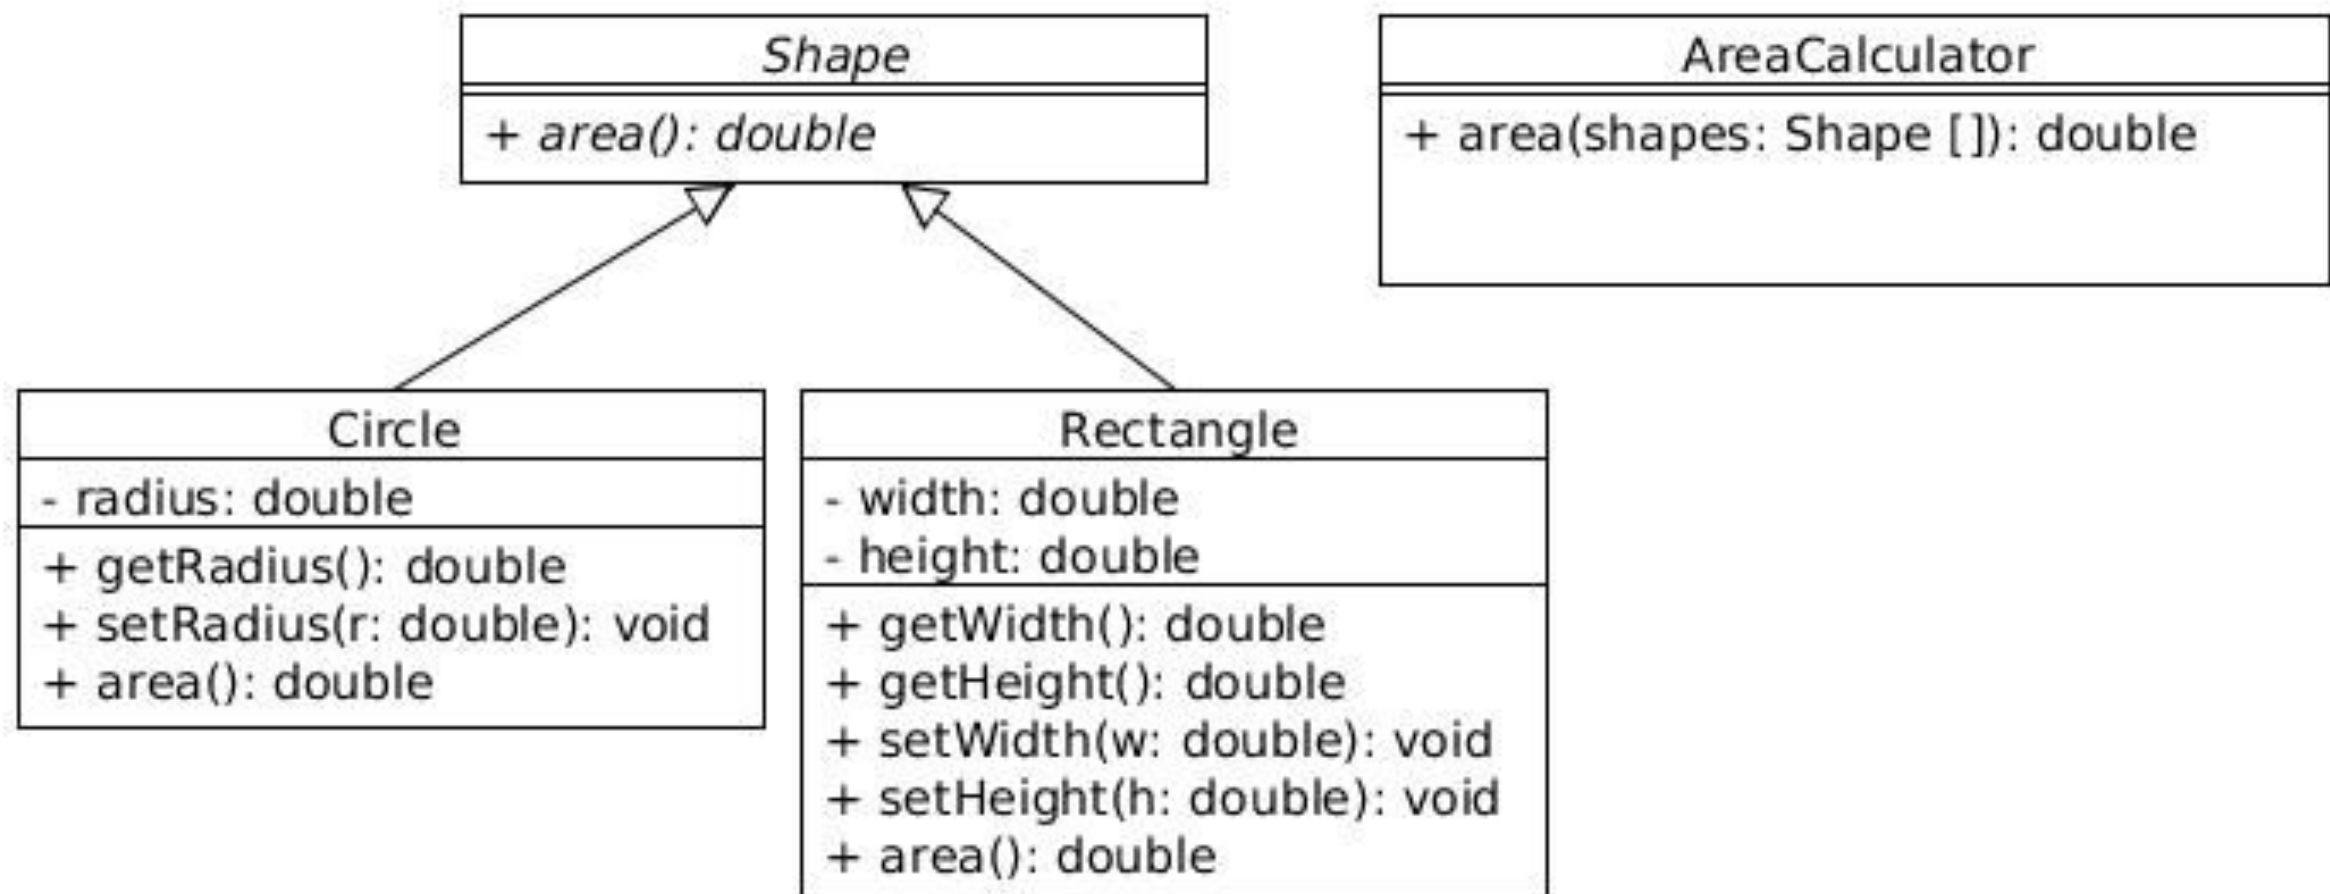 Shape
+ area(): double
AreaCalculator
+ area(shapes: Shape []): double
Circle
- radius: double
+ getRadius(): double
+ setRadius(r: double): void
+ area(): double
Rectangle
- width: double
- height: double
+ getWidth(): double
+ getHeight(): double
+ setWidth(w: double): void
+ setHeight(h: double): void
+ area(): double